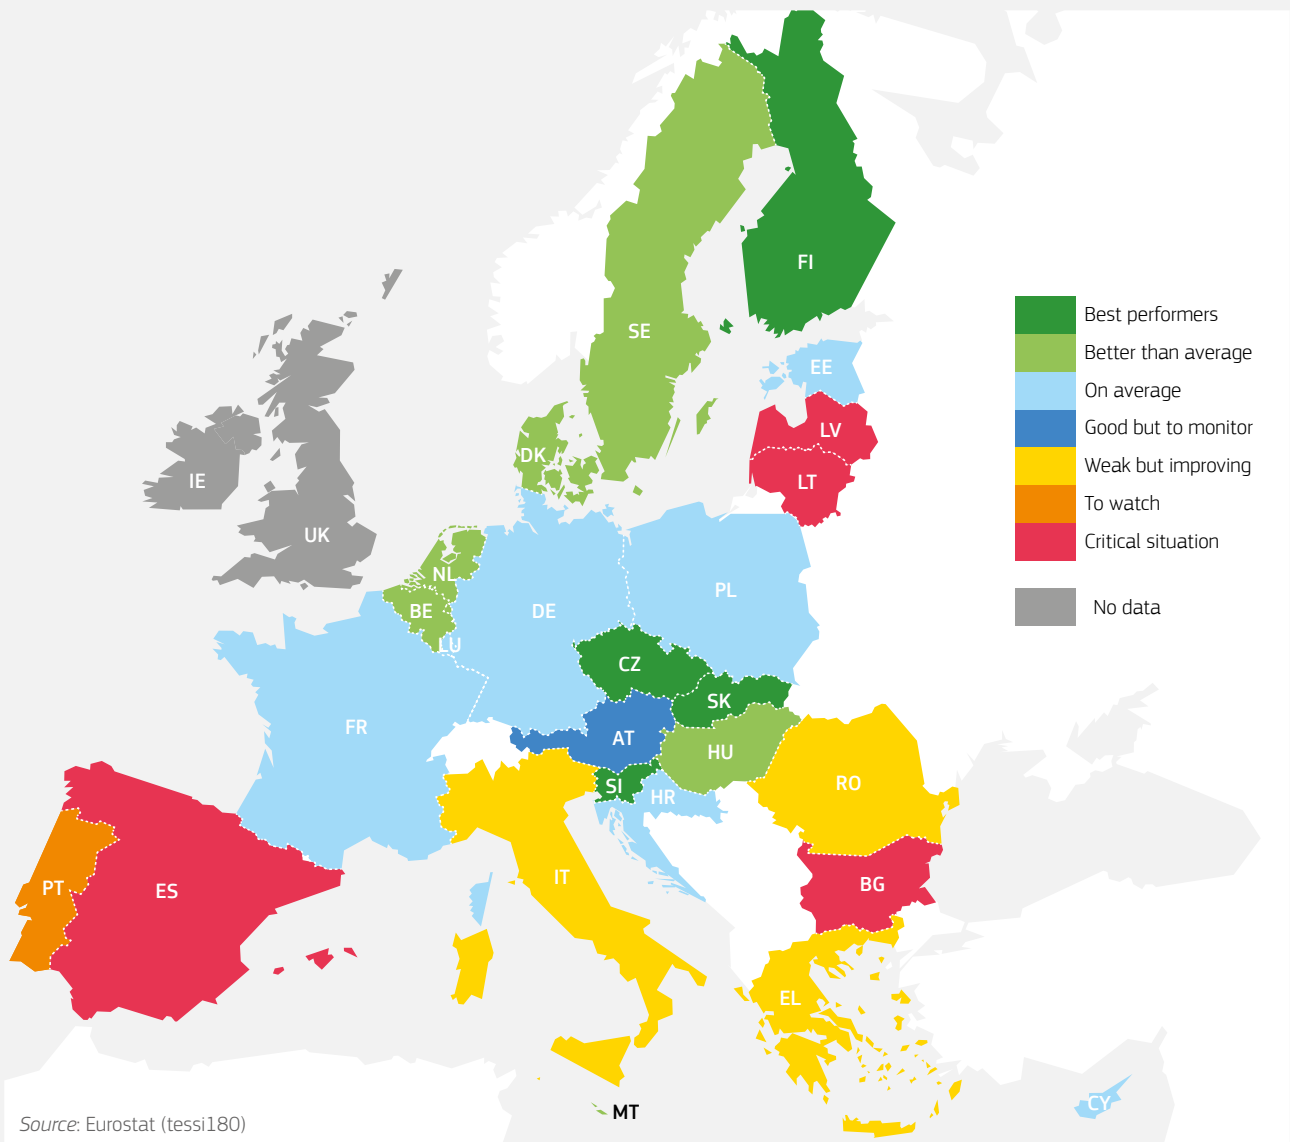 FI
SE
EE
LV
LT
DK
IE
UK
NL
BE
LU
DE
PL
CZ
SK
FR
AT
HU
SI
HR
RO
IT
PT
ES
BG
EL
MT
CY
Best performers
Better than average
On average
Good but to monitor
Weak but improving
To watch
Critical situation
No data
Source: Eurostat (tessi180)